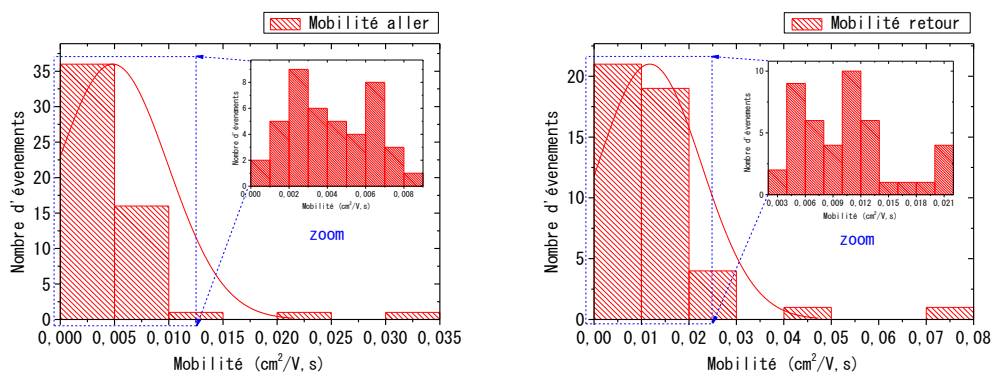 Mobilité aller
Nombre d'évenements
35
30
25
20
15
10
5
0
0,000 0,005 0,010 0,015 0,020 0,025 0,030 0,035
Mobilité (cm²/V,s)
Nombre d'évenements
8
6
4
2
0
0,000 0,002 0,004 0,006 0,008
Mobilité (cm²/V,s)
zoom
Mobilité retour
Nombre d'évenements
20
15
10
5
0
0,00 0,01 0,02 0,03 0,04 0,05 0,06 0,07 0,08
Mobilité (cm²/V,s)
Nombre d'évenements
10
5
0
0,003 0,006 0,009 0,012 0,015 0,018 0,021
Mobilité (cm²/V,s)
zoom